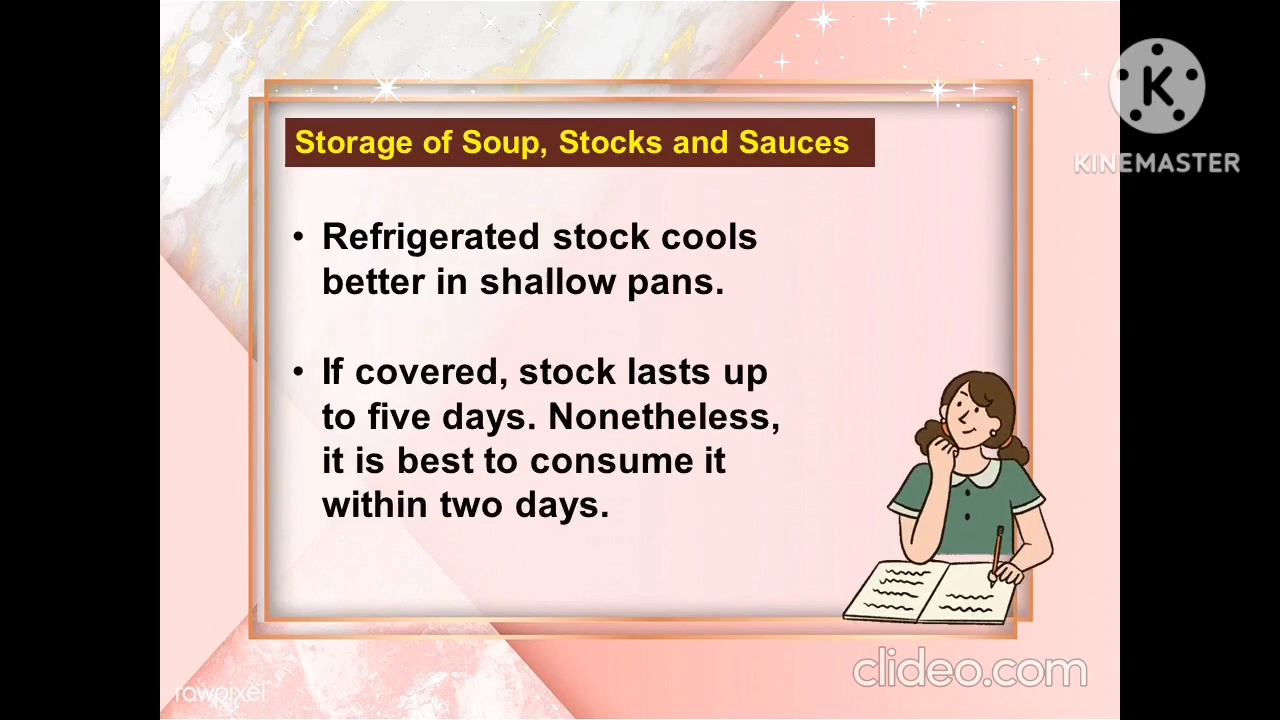 K
KINEMASTER
Storage of Soup, Stocks and Sauces
• Refrigerated stock cools
better in shallow pans.
• If covered, stock lasts up
to five days. Nonetheless,
it is best to consume it
within two days.
clideo.com
rawpixel